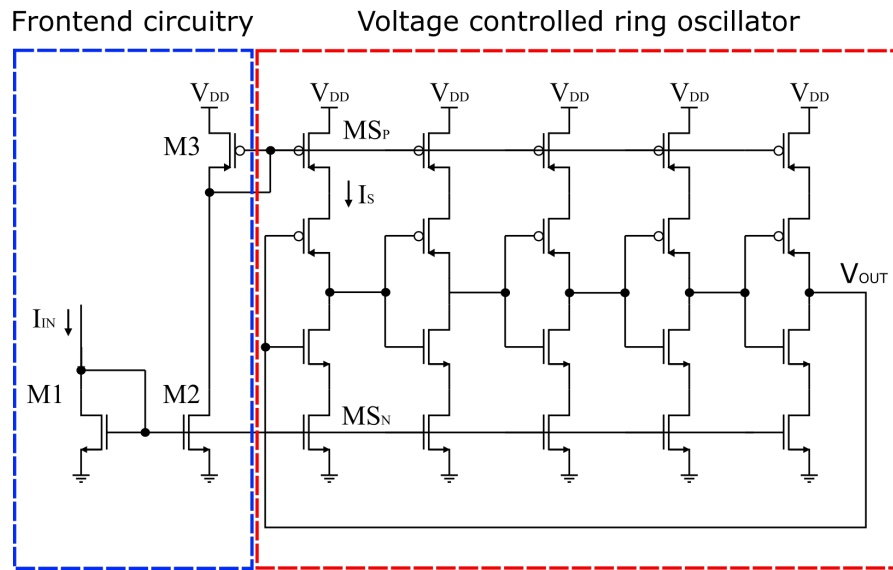 Frontend circuitry
Voltage controlled ring oscillator
VDD VDD VDD VDD VDD VDD
M3
MSP
IS
VOUT
IIN
M1
M2
MSN